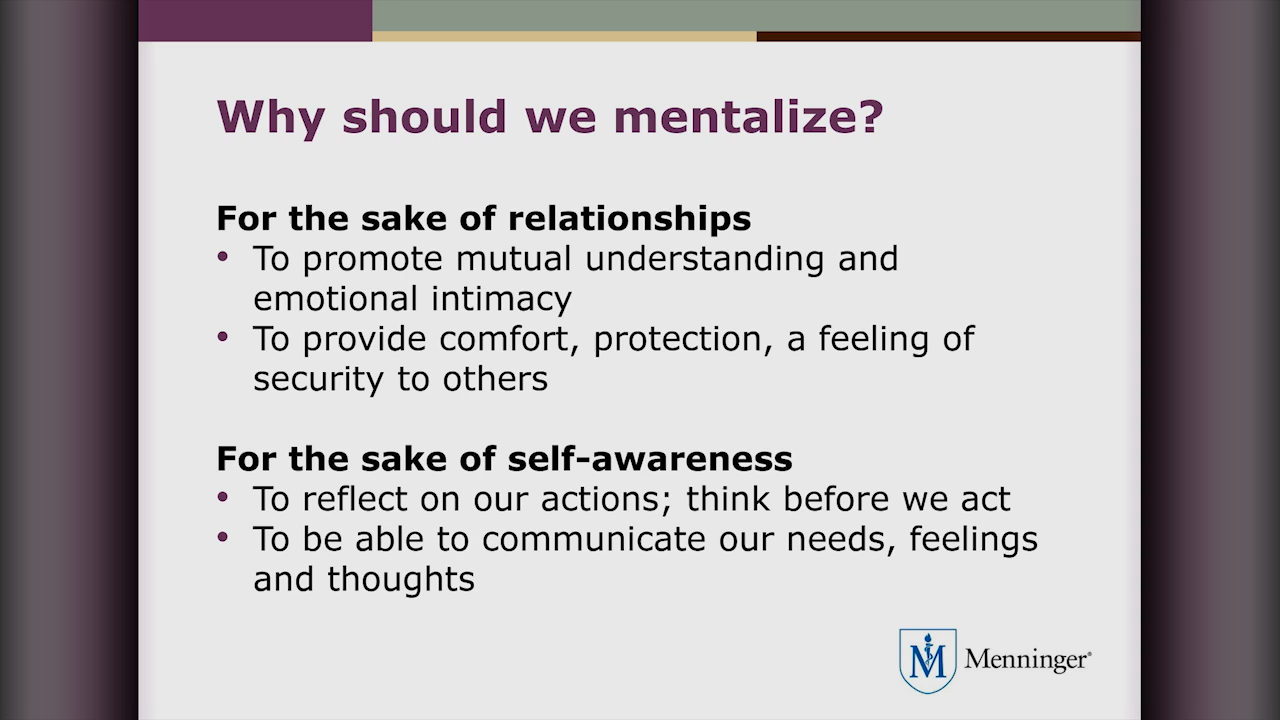 Why should we mentalize?
For the sake of relationships
• To promote mutual understanding and
emotional intimacy
• To provide comfort, protection, a feeling of
security to others
For the sake of self-awareness
• To reflect on our actions; think before we act
• To be able to communicate our needs, feelings
and thoughts
M Menninger®